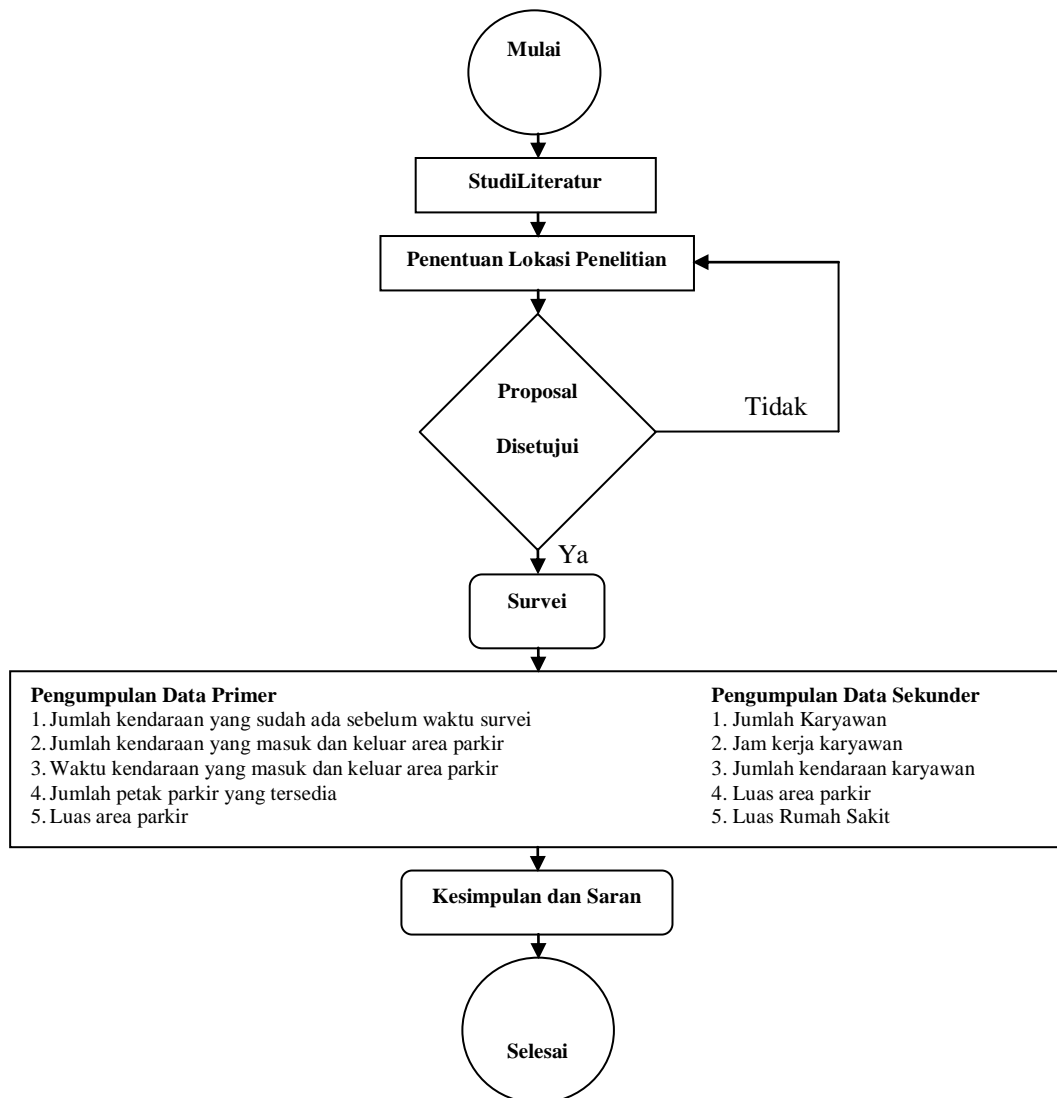 Mulai
StudiLiteratur
Penentuan Lokasi Penelitian
Proposal
Disetujui
Tidak
Ya
Survei
Pengumpulan Data Primer
1. Jumlah kendaraan yang sudah ada sebelum waktu survei
2. Jumlah kendaraan yang masuk dan keluar area parkir
3. Waktu kendaraan yang masuk dan keluar area parkir
4. Jumlah petak parkir yang tersedia
5. Luas area parkir
Pengumpulan Data Sekunder
1. Jumlah Karyawan
2. Jam kerja karyawan
3. Jumlah kendaraan karyawan
4. Luas area parkir
5. Luas Rumah Sakit
Kesimpulan dan Saran
Selesai